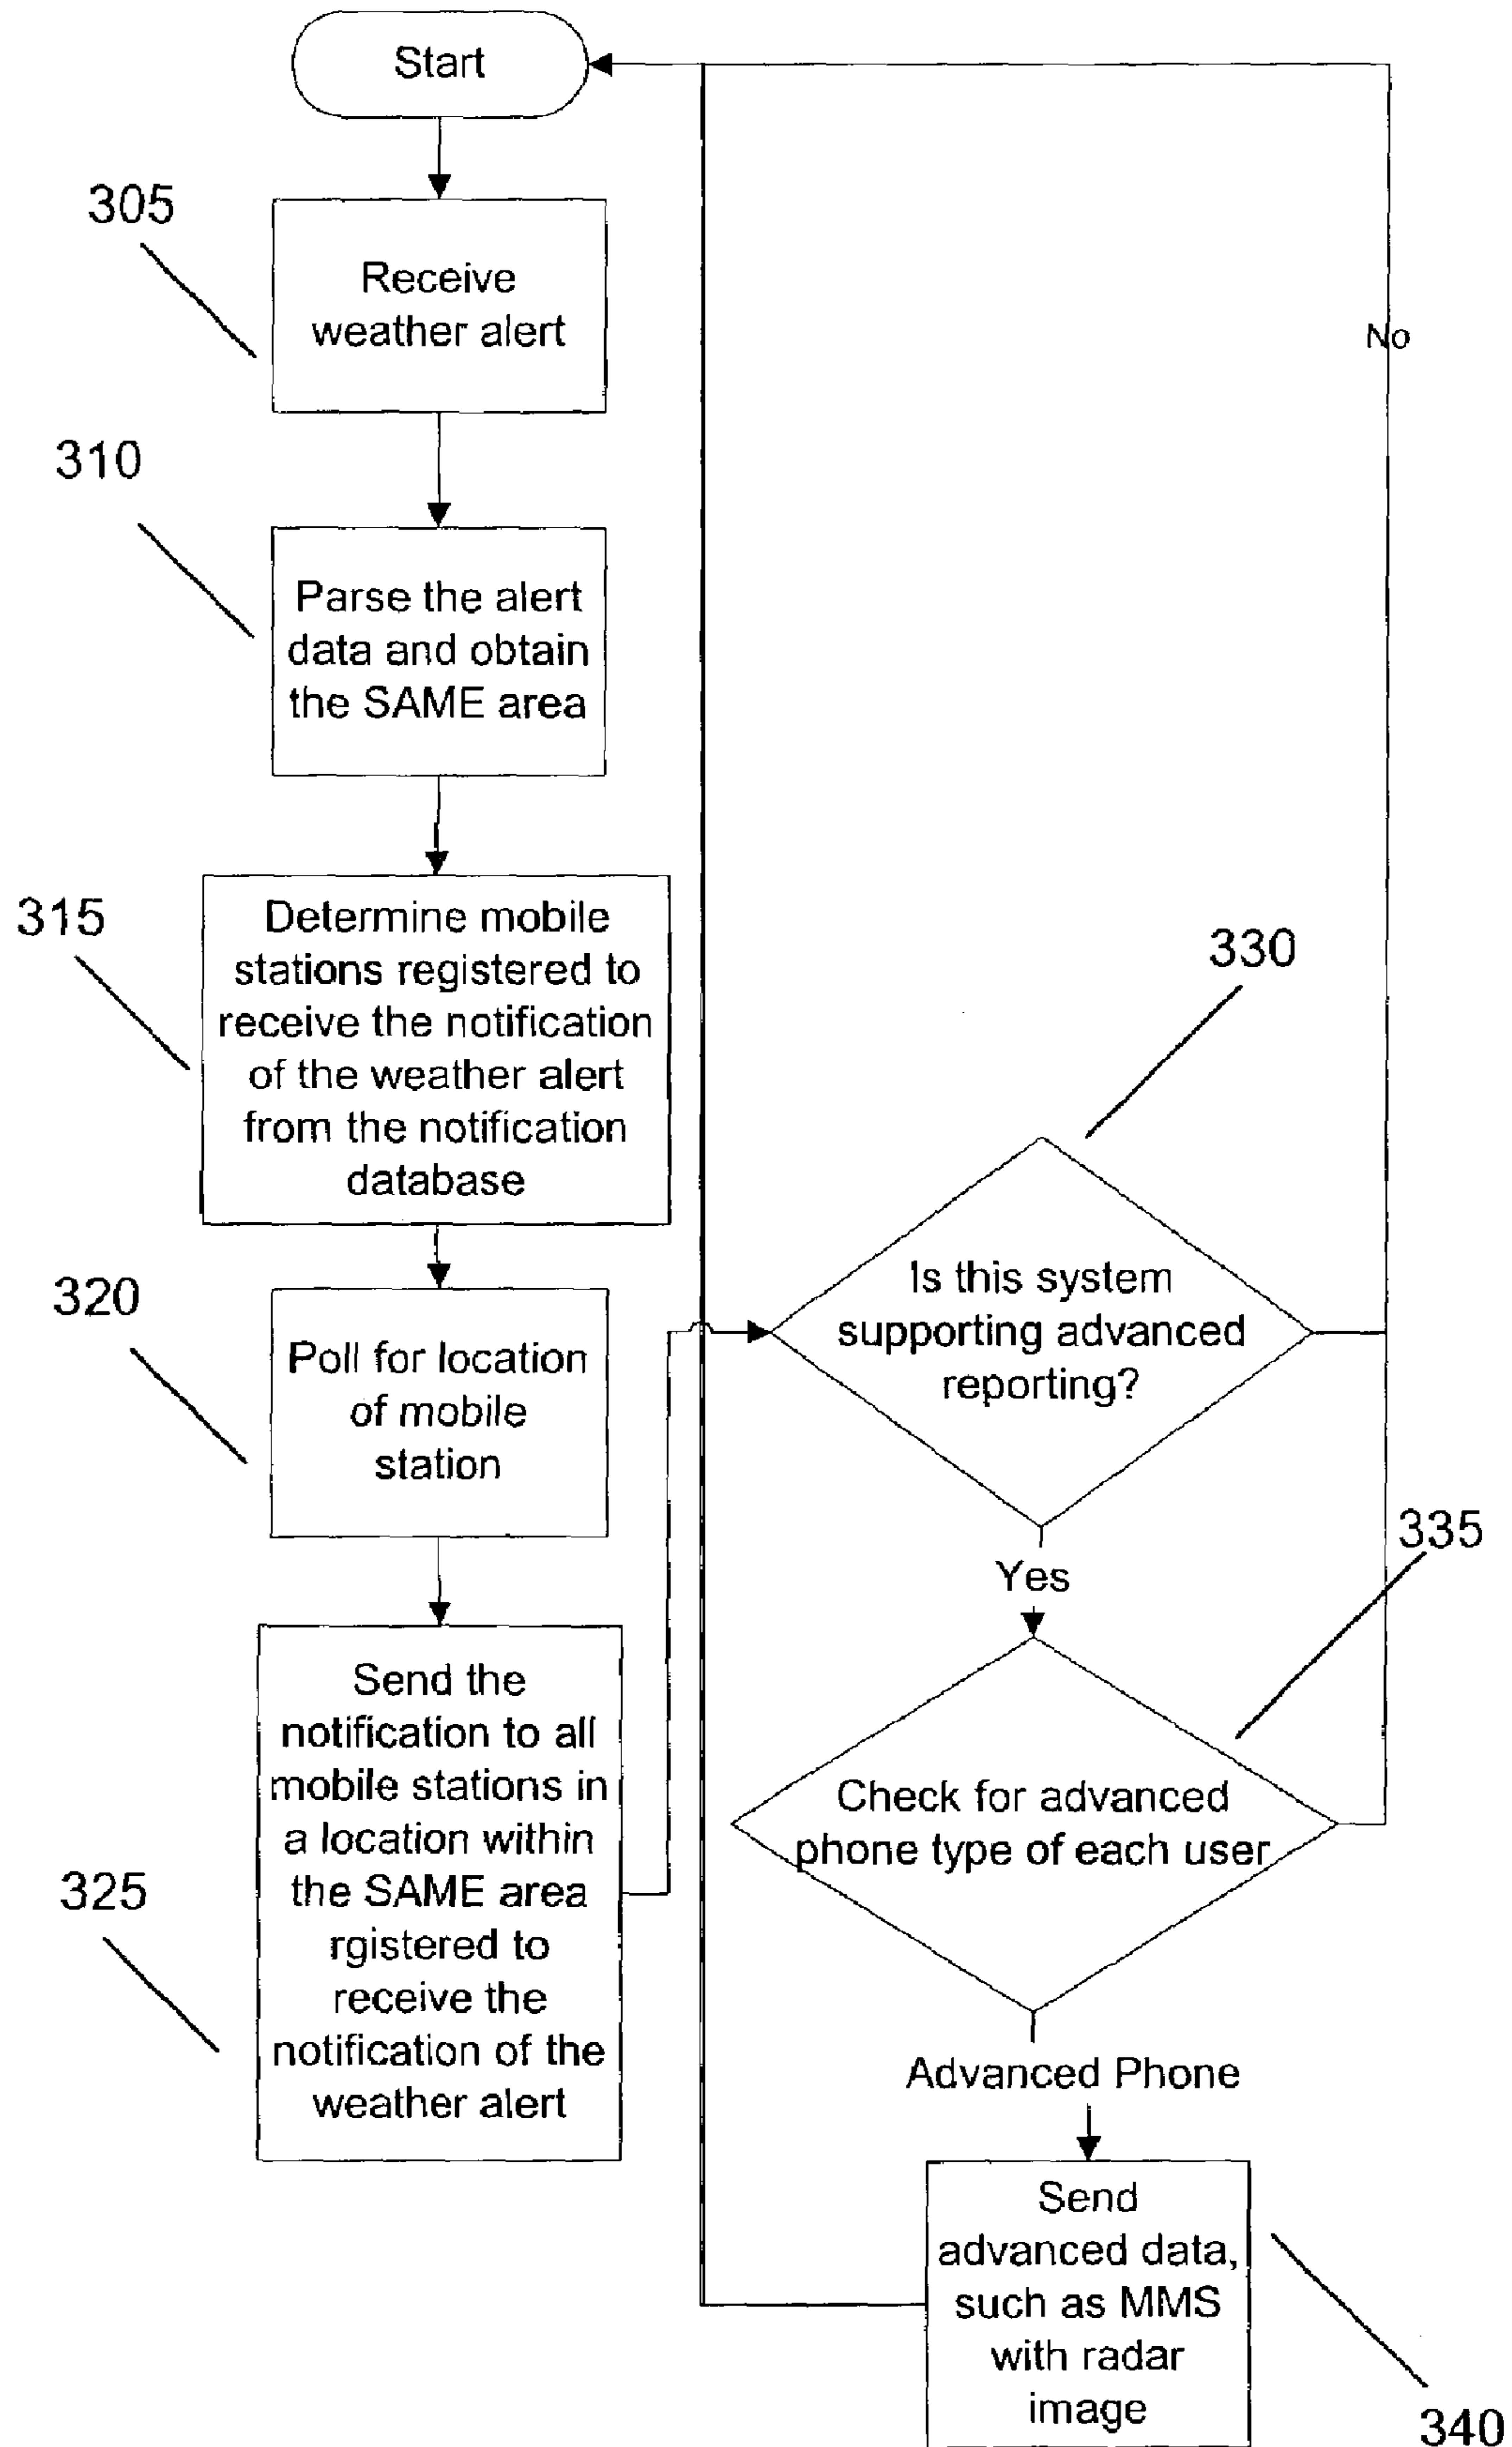 Start
305
Receive
weather alert
310
Parse the alert
data and obtain
the SAME area
315
Determine mobile
stations registered to
receive the notification
of the weather alert
from the notification
database
320
Poll for location
of mobile
station
325
Send the
notification to all
mobile stations in
a location within
the SAME area
rgistered to
receive the
notification of the
weather alert
No
330
Is this system
supporting advanced
reporting?
Yes
335
Check for advanced
phone type of each user
Advanced Phone
Send
advanced data,
such as MMS
with radar
image
340